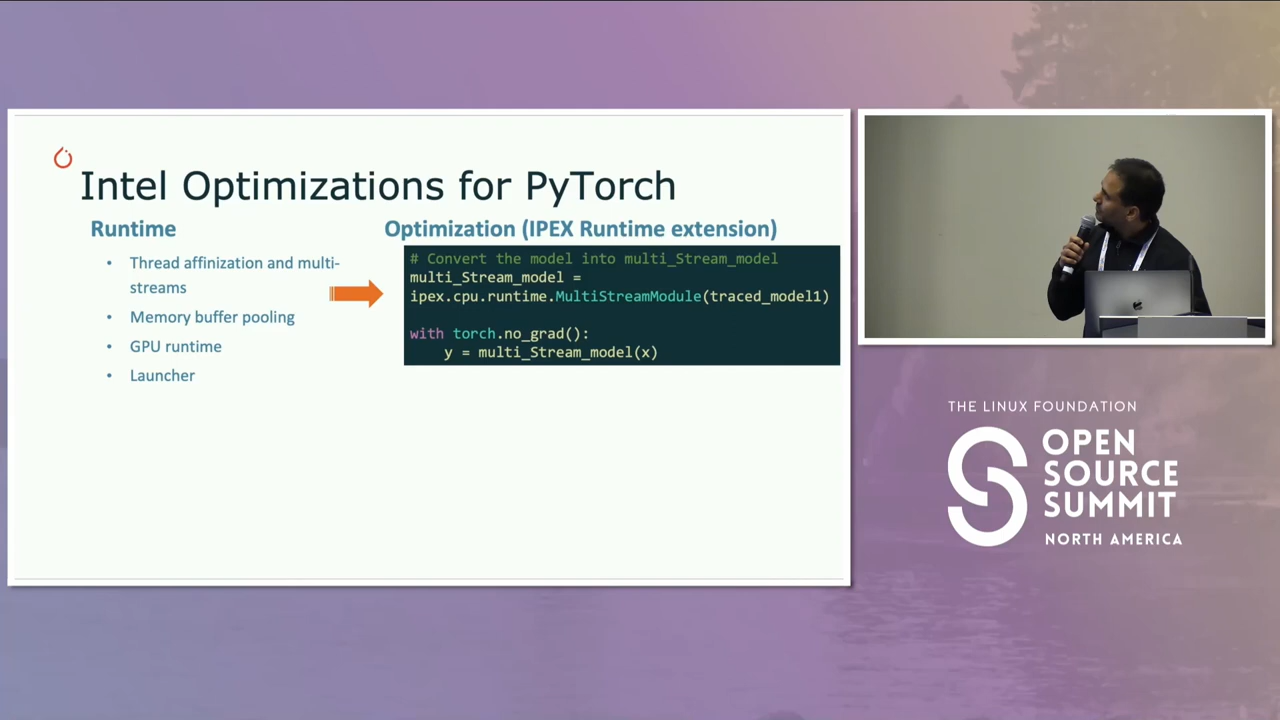 Intel Optimizations for PyTorch
Runtime
• Thread affinization and multi-
streams
• Memory buffer pooling
• GPU runtime
• Launcher
Optimization (IPEX Runtime extension)
# Convert the model into multi_Stream_model
multi_Stream_model =
ipex.cpu.runtime.MultiStreamModule(traced_model1)
with torch.no_grad():
y = multi_Stream_model(x)
THE LINUX FOUNDATION
OPEN
SOURCE
SUMMIT
NORTH AMERICA